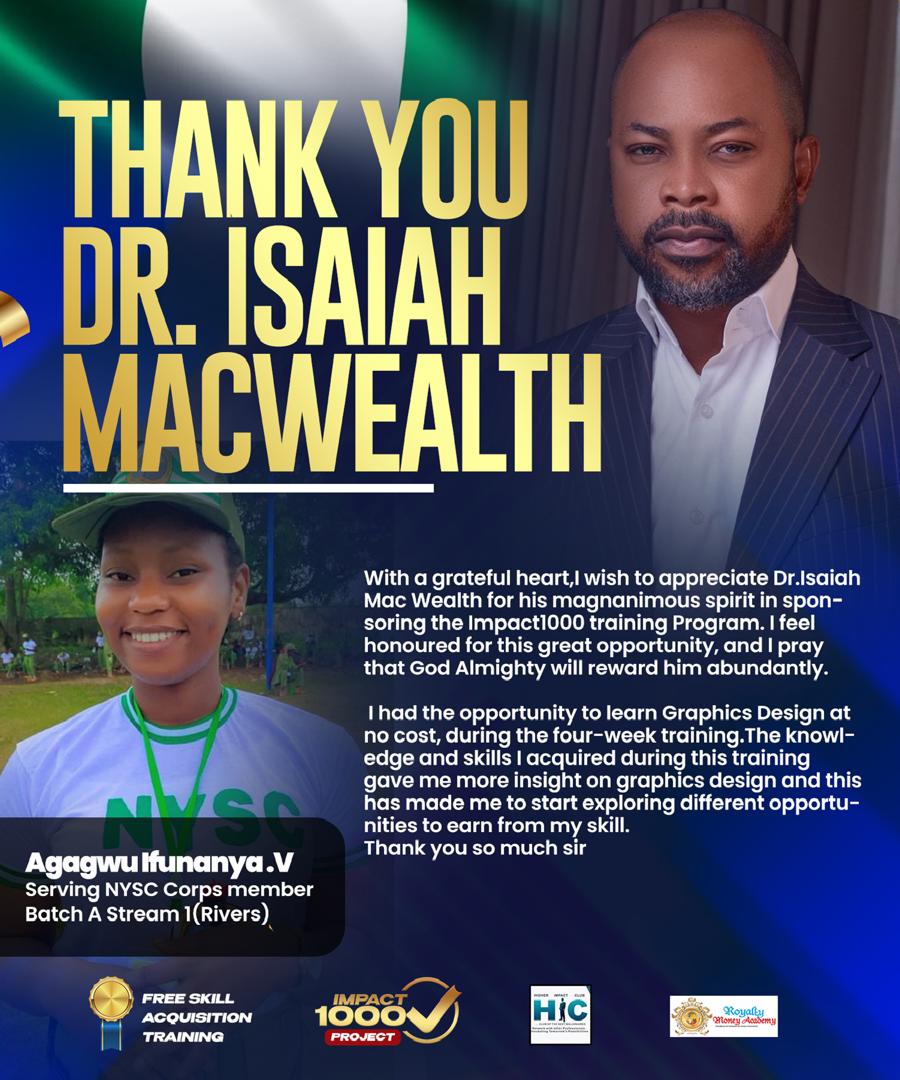 THANK YOU
DR. ISAIAH
MACWEALTH
With a grateful heart,I wish to appreciate Dr.Isaiah
Mac Wealth for his magnanimous spirit in spon-
soring the Impact1000 training Program. I feel
honoured for this great opportunity, and I pray
that God Almighty will reward him abundantly.
I had the opportunity to learn Graphics Design at
no cost, during the four-week training.The knowl-
edge and skills I acquired during this training
gave me more insight on graphics design and this
has made me to start exploring different opportu-
nities to earn from my skill.
Thank you so much sir
NYSC
Agagwu Ifunanya .V
Serving NYSC Corps member
Batch A Stream 1(Rivers)
FREE SKILL
ACQUISITION
TRAINING
IMPACT
1000
PROJECT
HIGHER IMPACT CLUB
HIC
Royalty
Money Academy